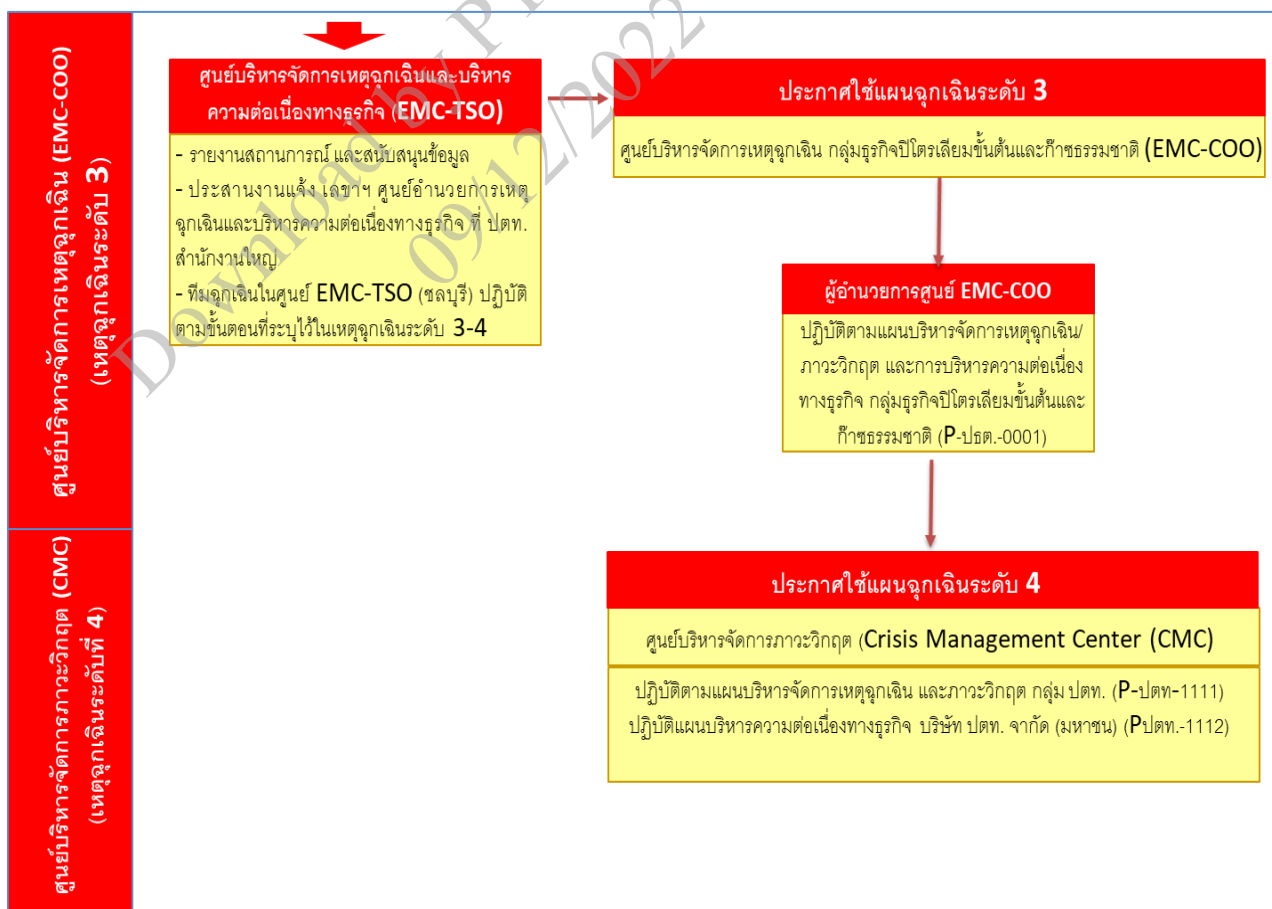 ศูนย์บริหารจัดการเหตุฉุกเฉิน (EMC-COO)
(เหตุฉุกเฉินระดับ 3)
ศูนย์บริหารจัดการเหตุฉุกเฉินและบริหาร
ความต่อเนื่องทางธุรกิจ (EMC-TSO)
- รายงานสถานการณ์ และสนับสนุนข้อมูล
- ประสานงานแจ้ง เลขาฯ ศูนย์อำนวยการเหตุ
ฉุกเฉินและบริหารความต่อเนื่องทางธุรกิจ ที่ ปตท.
สำนักงานใหญ่
- ทีมฉุกเฉินในศูนย์ EMC-TSO (ชลบุรี) ปฏิบัติ
ตามขั้นตอนที่ระบุไว้ในเหตุฉุกเฉินระดับ 3-4
ประกาศใช้แผนฉุกเฉินระดับ 3
ศูนย์บริหารจัดการเหตุฉุกเฉิน กลุ่มธุรกิจปิโตรเลียมขั้นต้นและก๊าซธรรมชาติ (EMC-COO)
ผู้อำนวยการศูนย์ EMC-COO
ปฏิบัติตามแผนบริหารจัดการเหตุฉุกเฉิน/
ภาวะวิกฤต และการบริหารความต่อเนื่อง
ทางธุรกิจ กลุ่มธุรกิจปิโตรเลียมขั้นต้นและ
ก๊าซธรรมชาติ (P-ปธต.-0001)
ศูนย์บริหารจัดการภาวะวิกฤต (CMC)
(เหตุฉุกเฉินระดับที่ 4)
ประกาศใช้แผนฉุกเฉินระดับ 4
ศูนย์บริหารจัดการภาวะวิกฤต (Crisis Management Center (CMC)
ปฏิบัติตามแผนบริหารจัดการเหตุฉุกเฉิน และภาวะวิกฤต กลุ่ม ปตท. (P-ปตท-1111)
ปฏิบัติแผนบริหารความต่อเนื่องทางธุรกิจ บริษัท ปตท. จากัด (มหาชน) (Pปตท.-1112)
Download by
09/12/2022